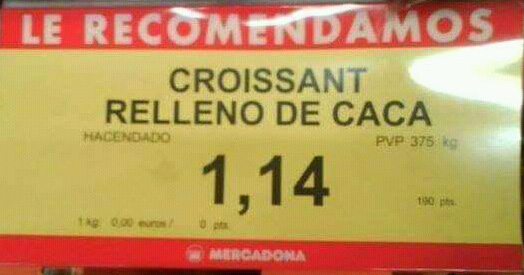 LE RECOMENDAMOS
CROISSANT
RELLENO DE CACA
HACENDADO PVP 375 kg
1,14
190 pts.
1 kg: 0,00 euros / 0 pts.
MERCADONA